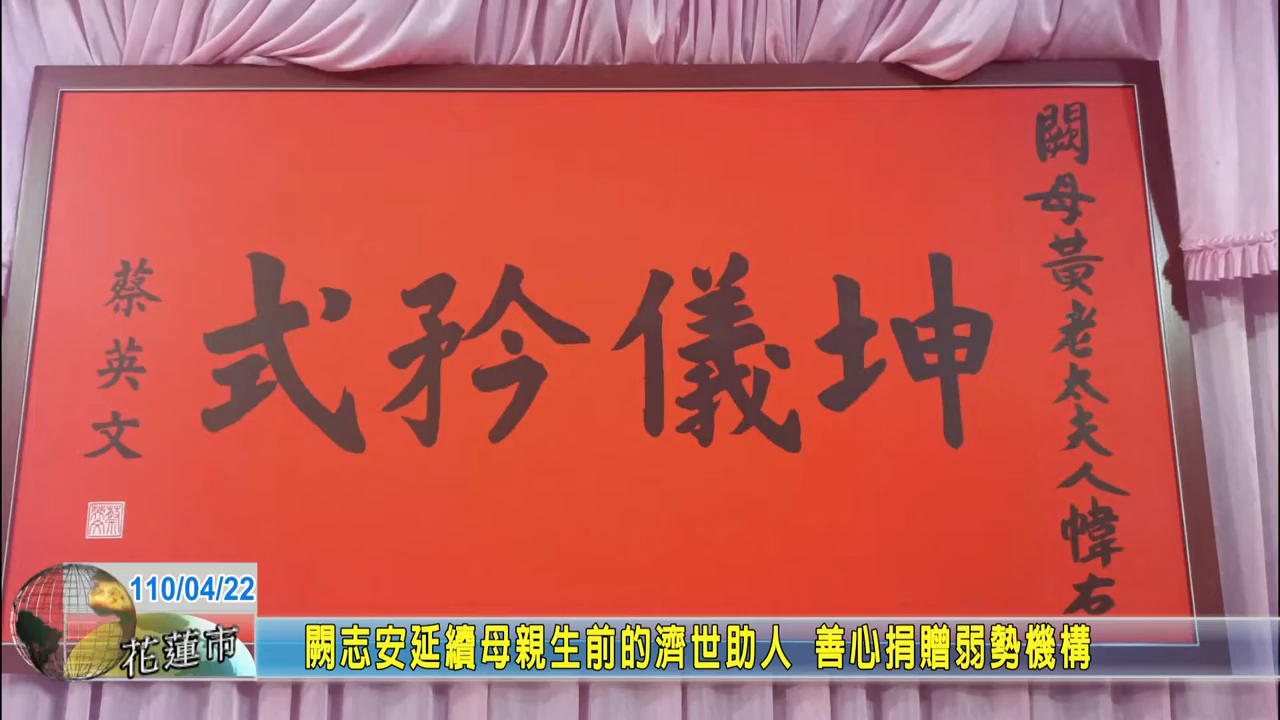 闕母黃老太夫人幃右
坤儀矜式
蔡英文
110/04/22
花蓮市
闕志安延續母親生前的濟世助人 善心捐贈弱勢機構